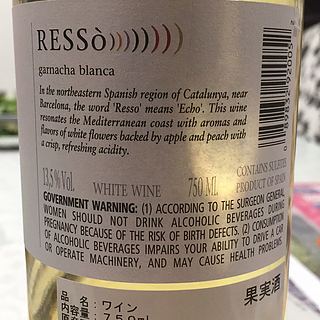 RESSò
garnacha blanca
In the northeastern Spanish region of Catalunya, near
Barcelona, the word 'Resso' means 'Echo'. This wine
resonates the Mediterranean coast with aromas and
flavors of white flowers backed by apple and peach with
a crisp, refreshing acidity.
CONTAINS SULFITES
13,5% Vol. WHITE WINE 750 ML PRODUCT OF SPAIN
GOVERNMENT WARNING: (1) ACCORDING TO THE SURGEON GENERAL
WOMEN SHOULD NOT DRINK ALCOHOLIC BEVERAGES DURING
PREGNANCY BECAUSE OF THE RISK OF BIRTH DEFECTS. (2) CONSUMPTION
OF ALCOHOLIC BEVERAGES IMPAIRS YOUR ABILITY TO DRIVE A CAR
OR OPERATE MACHINERY, AND MAY CAUSE HEALTH PROBLEMS.
品名:ワイン
果実酒
内容量:750ml